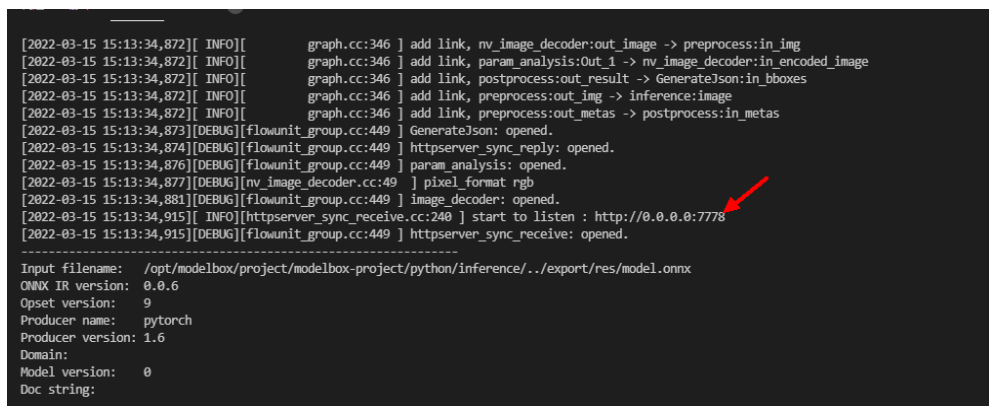 [2022-03-15 15:13:34,872][ INFO][          graph.cc:346 ] add link, nv_image_decoder:out_image -> preprocess:in_img
[2022-03-15 15:13:34,872][ INFO][          graph.cc:346 ] add link, param_analysis:Out_1 -> nv_image_decoder:in_encoded_image
[2022-03-15 15:13:34,872][ INFO][          graph.cc:346 ] add link, postprocess:out_result -> GenerateJson:in_bboxes
[2022-03-15 15:13:34,872][ INFO][          graph.cc:346 ] add link, preprocess:out_img -> inference:image
[2022-03-15 15:13:34,872][ INFO][          graph.cc:346 ] add link, preprocess:out_metas -> postprocess:in_metas
[2022-03-15 15:13:34,873][DEBUG][flowunit_group.cc:449 ] GenerateJson: opened.
[2022-03-15 15:13:34,874][DEBUG][flowunit_group.cc:449 ] httpserver_sync_reply: opened.
[2022-03-15 15:13:34,876][DEBUG][flowunit_group.cc:449 ] param_analysis: opened.
[2022-03-15 15:13:34,877][DEBUG][nv_image_decoder.cc:49  ] pixel_format rgb
[2022-03-15 15:13:34,881][DEBUG][flowunit_group.cc:449 ] image_decoder: opened.
[2022-03-15 15:13:34,915][ INFO][httpserver_sync_receive.cc:240 ] start to listen : http://0.0.0.0:7778
[2022-03-15 15:13:34,915][DEBUG][flowunit_group.cc:449 ] httpserver_sync_receive: opened.
----------------------------------------------------------------
Input filename:   /opt/modelbox/project/modelbox-project/python/inference/../export/res/model.onnx
ONNX IR version:  0.0.6
Opset version:    9
Producer name:    pytorch
Producer version: 1.6
Domain:
Model version:    0
Doc string: